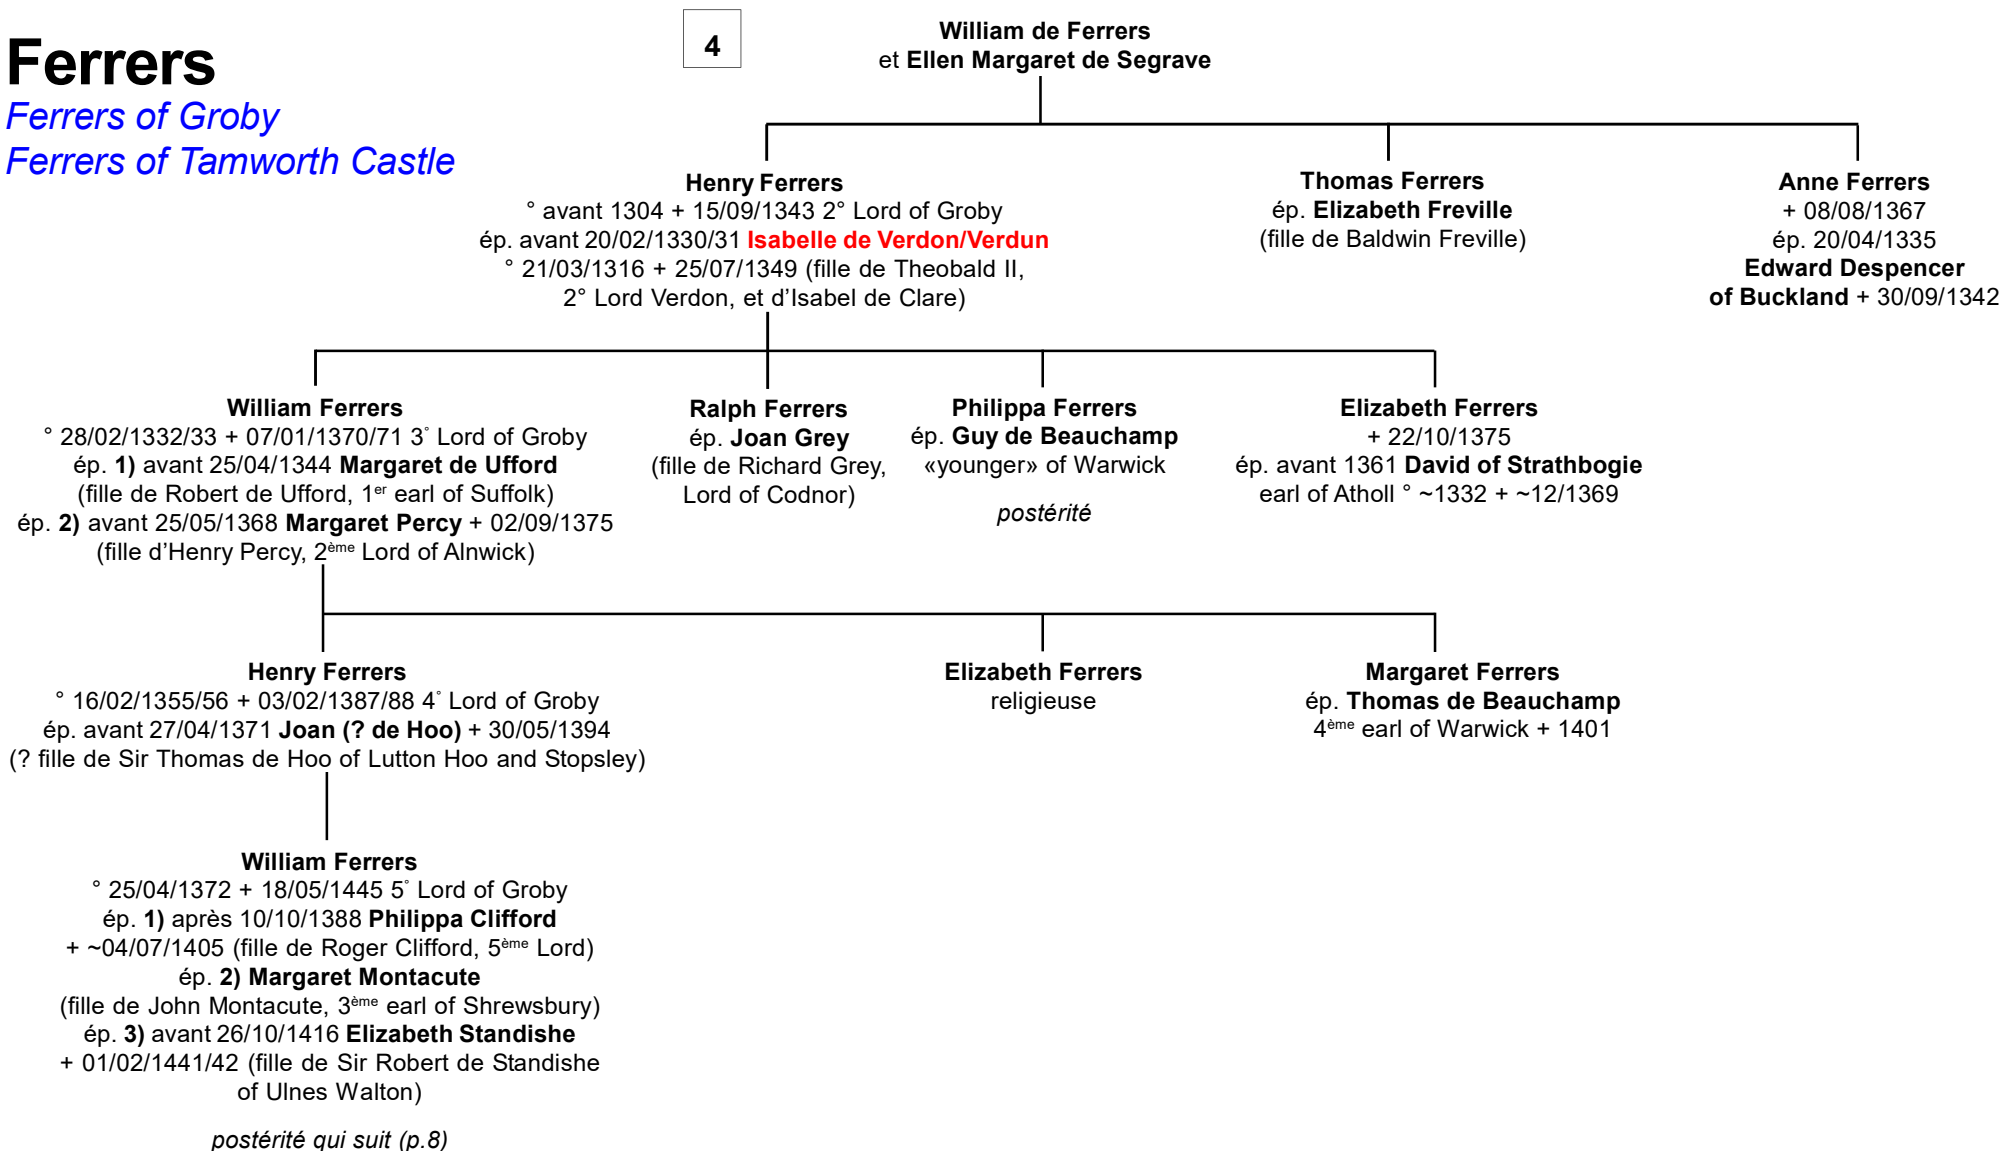 Ferrers
Ferrers of Groby
Ferrers of Tamworth Castle
4
William de Ferrers
et Ellen Margaret de Segrave
Henry Ferrers
° avant 1304 + 15/09/1343 2° Lord of Groby
ép. avant 20/02/1330/31 Isabelle de Verdon/Verdun
° 21/03/1316 + 25/07/1349 (fille de Theobald II,
2° Lord Verdon, et d'Isabel de Clare)
Thomas Ferrers
ép. Elizabeth Freville
(fille de Baldwin Freville)
Anne Ferrers
+ 08/08/1367
ép. 20/04/1335
Edward Despencer
of Buckland + 30/09/1342
William Ferrers
° 28/02/1332/33 + 07/01/1370/71 3° Lord of Groby
ép. 1) avant 25/04/1344 Margaret de Ufford
(fille de Robert de Ufford, 1er earl of Suffolk)
ép. 2) avant 25/05/1368 Margaret Percy + 02/09/1375
(fille d'Henry Percy, 2ème Lord of Alnwick)
Ralph Ferrers
ép. Joan Grey
(fille de Richard Grey,
Lord of Codnor)
Philippa Ferrers
ép. Guy de Beauchamp
«younger» of Warwick
postérité
Elizabeth Ferrers
+ 22/10/1375
ép. avant 1361 David of Strathbogie
earl of Atholl ° ~1332 + ~12/1369
Henry Ferrers
° 16/02/1355/56 + 03/02/1387/88 4° Lord of Groby
ép. avant 27/04/1371 Joan (? de Hoo) + 30/05/1394
(? fille de Sir Thomas de Hoo of Lutton Hoo and Stopsley)
Elizabeth Ferrers
religieuse
Margaret Ferrers
ép. Thomas de Beauchamp
4ème earl of Warwick + 1401
William Ferrers
° 25/04/1372 + 18/05/1445 5° Lord of Groby
ép. 1) après 10/10/1388 Philippa Clifford
+ ~04/07/1405 (fille de Roger Clifford, 5ème Lord)
ép. 2) Margaret Montacute
(fille de John Montacute, 3ème earl of Shrewsbury)
ép. 3) avant 26/10/1416 Elizabeth Standishe
+ 01/02/1441/42 (fille de Sir Robert de Standishe
of Ulnes Walton)
postérité qui suit (p.8)